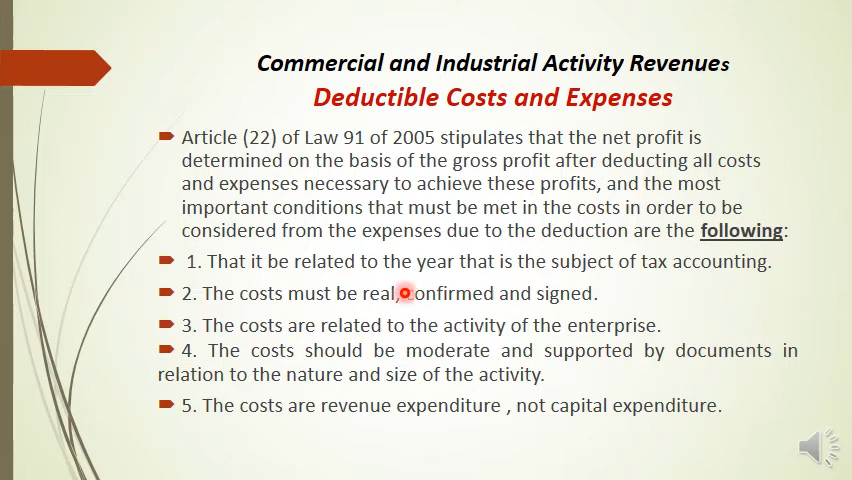 Commercial and Industrial Activity Revenues
Deductible Costs and Expenses
Article (22) of Law 91 of 2005 stipulates that the net profit is
determined on the basis of the gross profit after deducting all costs
and expenses necessary to achieve these profits, and the most
important conditions that must be met in the costs in order to be
considered from the expenses due to the deduction are the following:
1. That it be related to the year that is the subject of tax accounting.
2. The costs must be real, confirmed and signed.
3. The costs are related to the activity of the enterprise.
4. The costs should be moderate and supported by documents in
relation to the nature and size of the activity.
5. The costs are revenue expenditure , not capital expenditure.